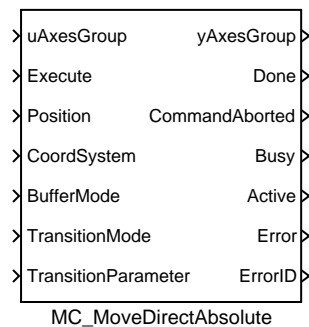 uAxesGroup yAxesGroup
Execute Done
Position CommandAborted
CoordSystem Busy
BufferMode Active
TransitionMode Error
TransitionParameter ErrorID
MC_MoveDirectAbsolute